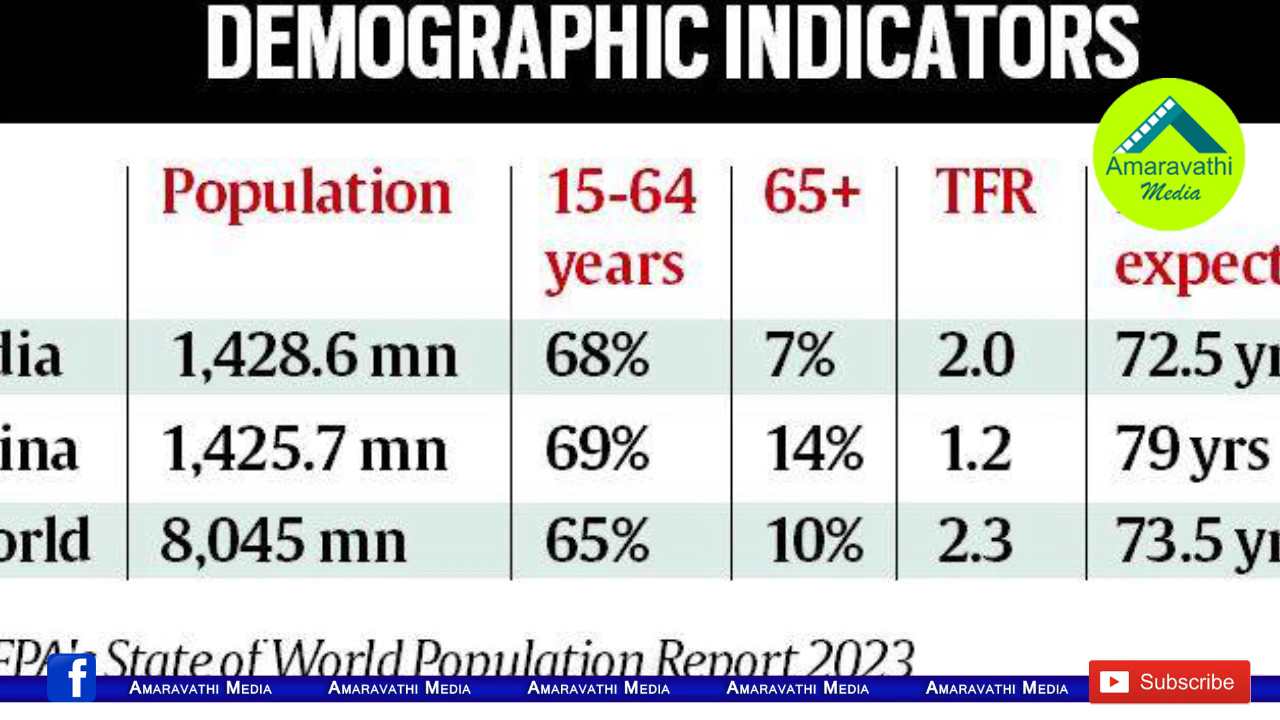 DEMOGRAPHIC INDICATORS
Amaravathi
Media
Population 15-64 65+ TFR
years expect
dia 1,428.6 mn 68% 7% 2.0 72.5 yr
ina 1,425.7 mn 69% 14% 1.2 79 yrs
orld 8,045 mn 65% 10% 2.3 73.5 yr
FPA's State of World Population Report 2023
f Amaravathi Media Amaravathi Media Amaravathi Media Amaravathi Media Amaravathi Media Subscribe